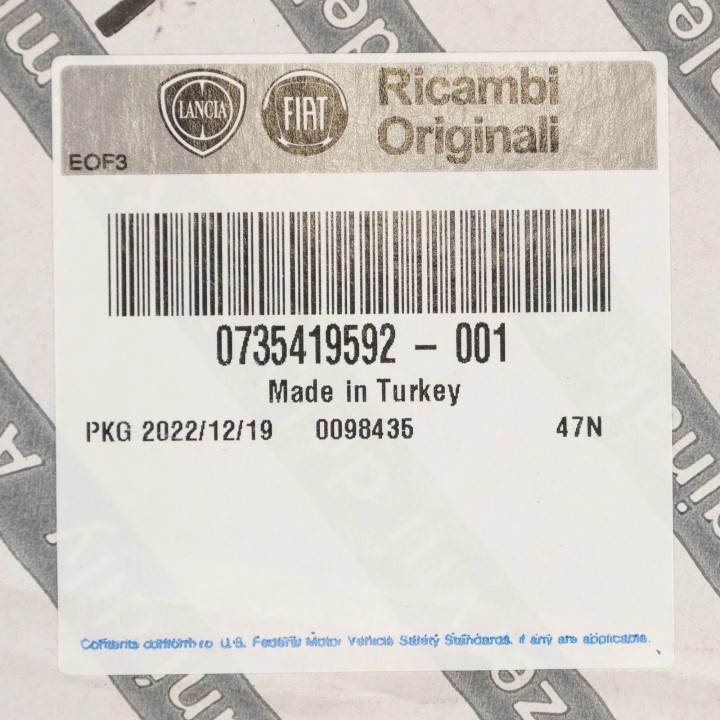 LANCIA
FIAT
Ricambi
Originali
EOF3
0735419592 - 001
Made in Turkey
PKG 2022/12/19 0098435 47N
Contents conform to U.S. Federal Motor Vehicle Safety Standards. if any are applicable.